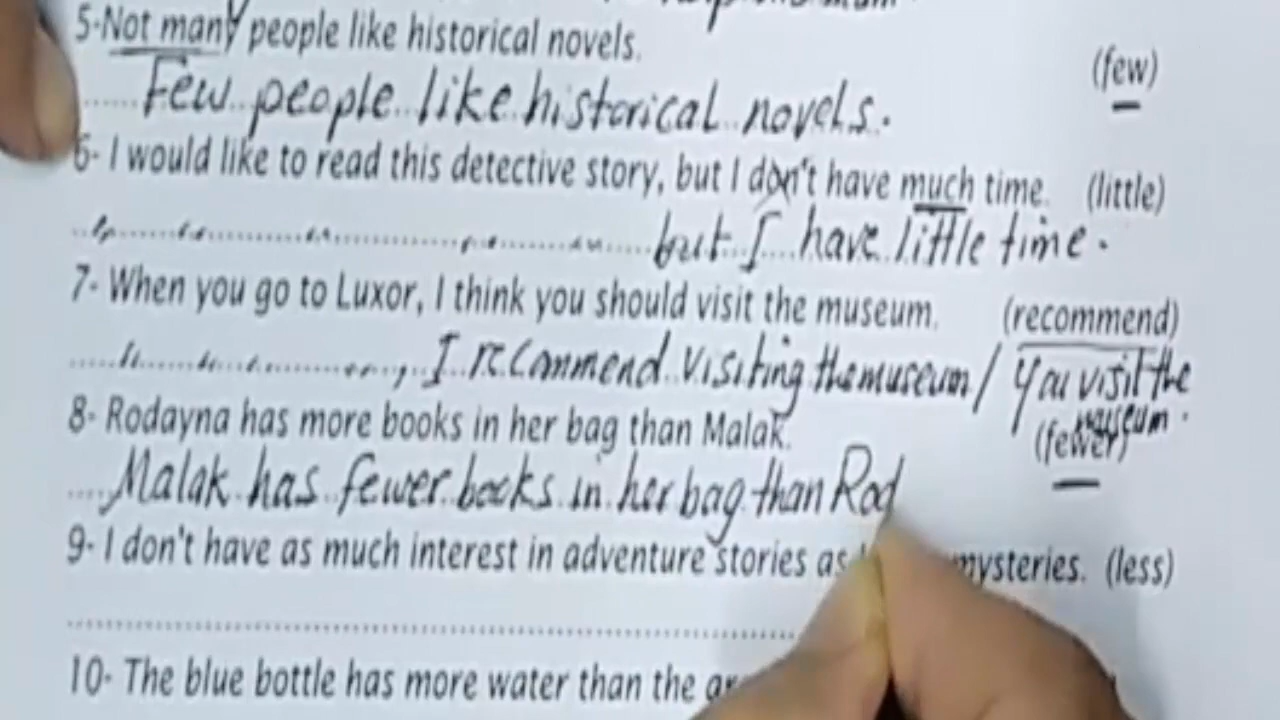 5-Not many people like historical novels. (few)
Few people like historical novels.
6- I would like to read this detective story, but I don't have much time. (little)
but I have little time.
7- When you go to Luxor, I think you should visit the museum. (recommend)
, I recommend visiting the museum / you visit the
museum.
8- Rodayna has more books in her bag than Malak. (fewer)
Malak has fewer books in her bag than Rod
9- I don't have as much interest in adventure stories as mysteries. (less)
10- The blue bottle has more water than the